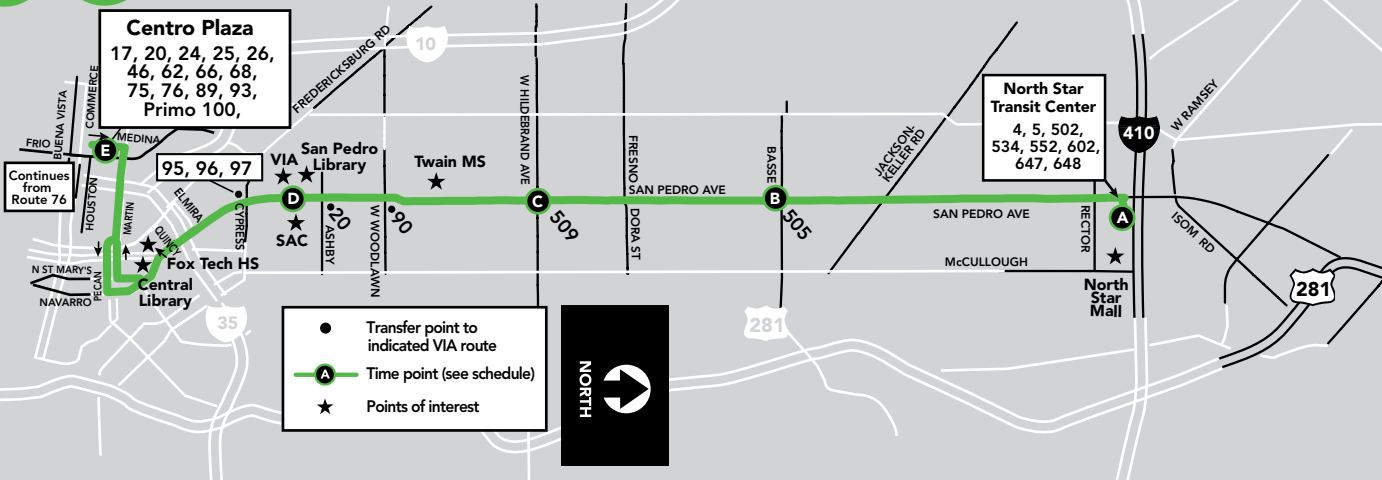 Centro Plaza
17, 20, 24, 25, 26,
46, 62, 66, 68,
75, 76, 89, 93,
Primo 100,
FREDERICKSBURG RD
10
COMMERCE
BUENA VISTA
FRIO
MEDINA
E
Continues
from
Route 76
HOUSTON
MARTIN
95, 96, 97
ELMIRA
CYPRESS
QUINCY
Fox Tech HS
Central
Library
N ST MARY'S
NAVARRO
PECAN
35
VIA
San Pedro
Library
D
SAC
20
ASHBY
90
W WOODLAWN
Twain MS
W HILDEBRAND AVE
C
509
FRESNO
DORA ST
SAN PEDRO AVE
BASSE
B
505
281
JACKSON-
KELLER RD
SAN PEDRO AVE
McCULLOUGH
North Star
Transit Center
4, 5, 502,
534, 552, 602,
647, 648
410
W RAMSEY
RECTOR
A
North
Star
Mall
ISOM RD
281
Transfer point to
indicated VIA route
A
Time point (see schedule)
Points of interest
NORTH